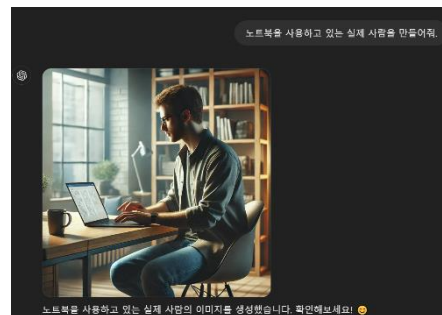 노트북을 사용하고 있는 실제 사람을 만들어줘.
노트북을 사용하고 있는 실제 사람의 이미지를 생성했습니다. 확인해보세요! 😊